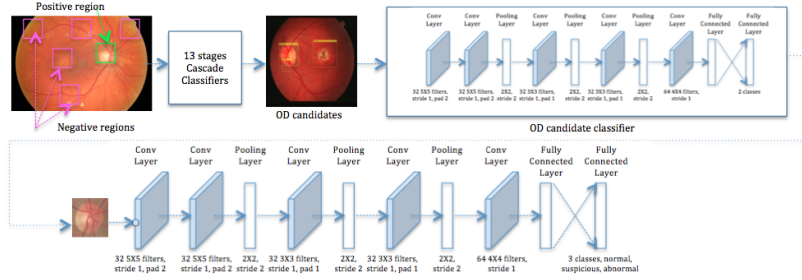 Positive region
Negative regions
13 stages
Cascade
Classifiers
OD candidates
Conv Layer
Conv Layer
Pooling Layer
Conv Layer
Pooling Layer
Conv Layer
Pooling Layer
Conv Layer
Fully Connected Layer
Fully Connected Layer
32 5X5 filters, stride 1, pad 2
32 5X5 filters, stride 1, pad 2
2X2, stride 2
32 3X3 filters, stride 1, pad 1
2X2, stride 2
32 3X3 filters, stride 1, pad 1
2X2, stride 2
64 4X4 filters, stride 1
2 classes
OD candidate classifier
Conv Layer
Conv Layer
Pooling Layer
Conv Layer
Pooling Layer
Conv Layer
Pooling Layer
Conv Layer
Fully Connected Layer
Fully Connected Layer
32 5X5 filters, stride 1, pad 2
32 5X5 filters, stride 1, pad 2
2X2, stride 2
32 3X3 filters, stride 1, pad 1
2X2, stride 2
32 3X3 filters, stride 1, pad 1
2X2, stride 2
64 4X4 filters, stride 1
3 classes, normal, suspicious, abnormal